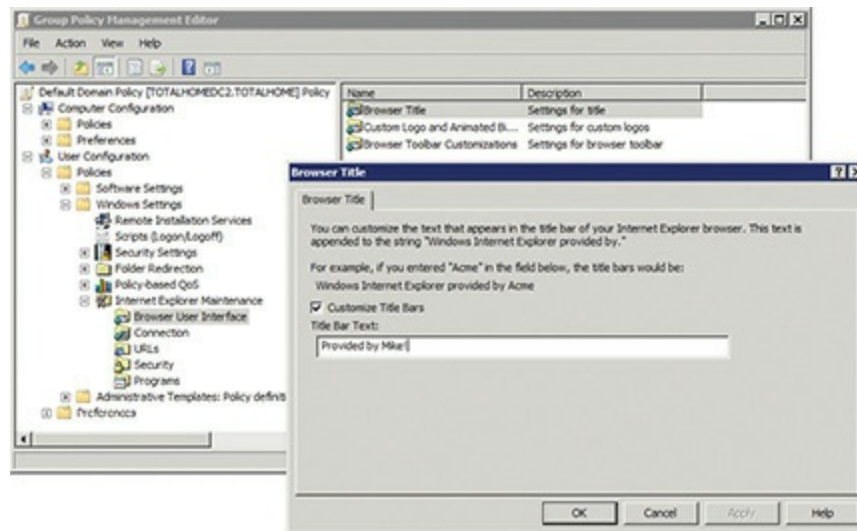 Group Policy Management Editor
File Action View Help
Default Domain Policy [TOTALHOMEDC2.TOTALHOME] Policy
Computer Configuration
Policies
Preferences
User Configuration
Policies
Software Settings
Windows Settings
Remote Installation Services
Scripts (Logon/Logoff)
Security Settings
Folder Redirection
Policy-based QoS
Internet Explorer Maintenance
Browser User Interface
Connection
URLs
Security
Programs
Administrative Templates: Policy definit
Preferences
Name Description
Browser Title Settings for title
Custom Logo and Animated Bi... Settings for custom logos
Browser Toolbar Customizations Settings for browser toolbar
Browser Title
Browser Title
You can customize the text that appears in the title bar of your Internet Explorer browser. This text is
appended to the string "Windows Internet Explorer provided by."
For example, if you entered "Acme" in the field below, the title bars would be:
Windows Internet Explorer provided by Acme
Customize Title Bars
Title Bar Text:
Provided by Mike!
OK Cancel Apply Help